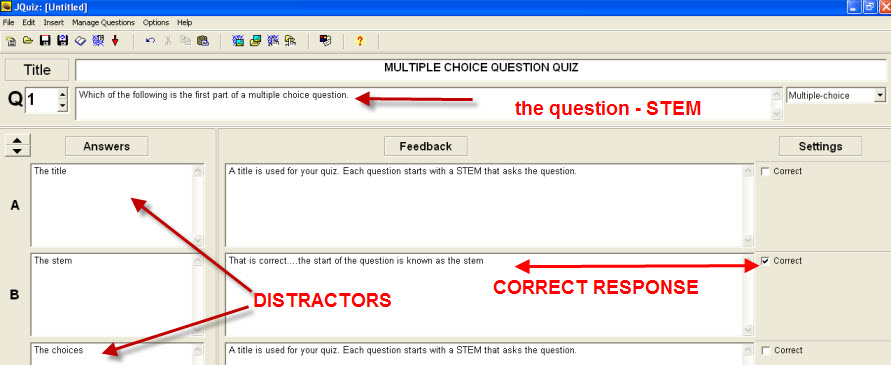 JQuiz: [Untitled]
File Edit Insert Manage Questions Options Help
Title
MULTIPLE CHOICE QUESTION QUIZ
Q 1
Which of the following is the first part of a multiple choice question.
the question - STEM
Multiple-choice
Answers
Feedback
Settings
A
The title
A title is used for your quiz. Each question starts with a STEM that asks the question.
Correct
B
The stem
That is correct....the start of the question is known as the stem
Correct
DISTRACTORS
CORRECT RESPONSE
The choices
A title is used for your quiz. Each question starts with a STEM that asks the question.
Correct